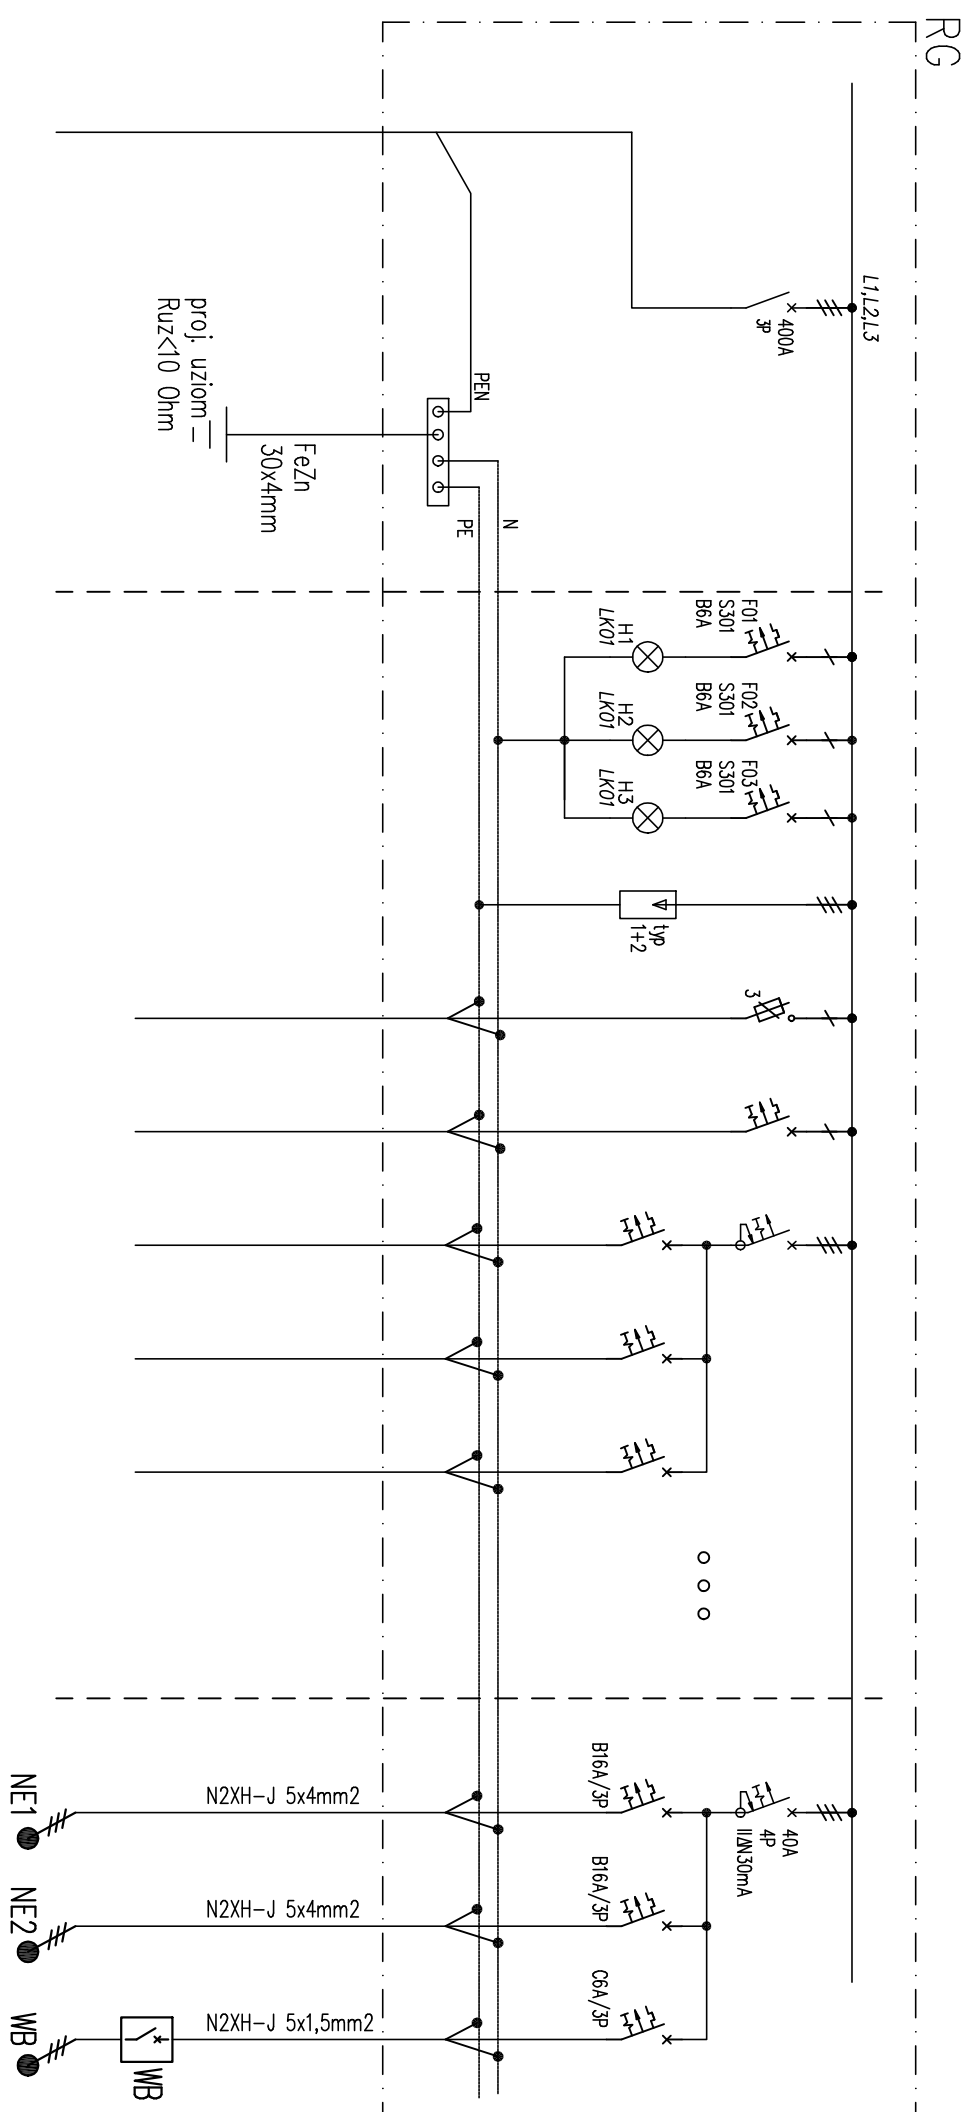 RG
L1,L2,L3
400A
3P
PEN
N
PE
FeZn
30x4mm
proj. uziom
Ruz<10 Ohm
F01
S301
B6A
H1
LK01
F02
S301
B6A
H2
LK01
F03
S301
B6A
H3
LK01
typ
1+2
3
40A
4P
IΔN30mA
B16A/3P
B16A/3P
C6A/3P
N2XH-J 5x4mm2
N2XH-J 5x4mm2
N2XH-J 5x1,5mm2
WB
NE1
NE2
WB